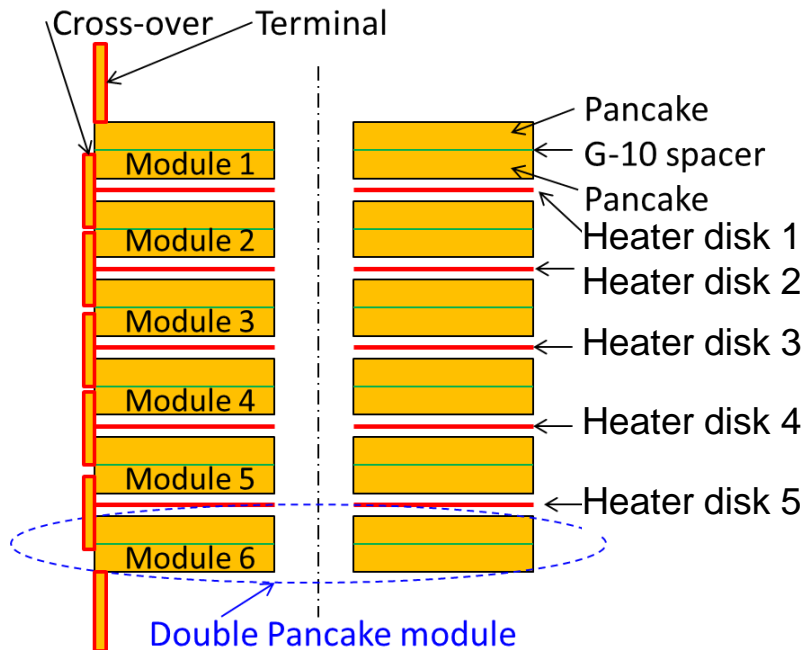 Cross-over
Terminal
Pancake
G-10 spacer
Pancake
Module 1
Heater disk 1
Module 2
Heater disk 2
Module 3
Heater disk 3
Module 4
Heater disk 4
Module 5
Heater disk 5
Module 6
Double Pancake module